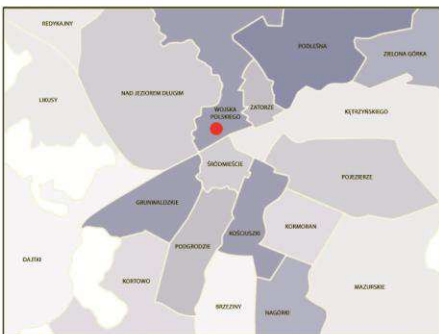 REDYKAJNY
PODLEŚNA
ZIELONA GÓRKA
LIKUSY
NAD JEZIOREM DŁUGIM
WOJSKA
POLSKIEGO
ZATORZE
KĘTRZYŃSKIEGO
ŚRÓDMIEŚCIE
POJEZIERZE
GRUNWALDZKIE
KORMORAN
KOŚCIUSZKI
PODGRODZIE
DAJTKI
KORTOWO
MAZURSKIE
BRZEZINY
NAGÓRKI